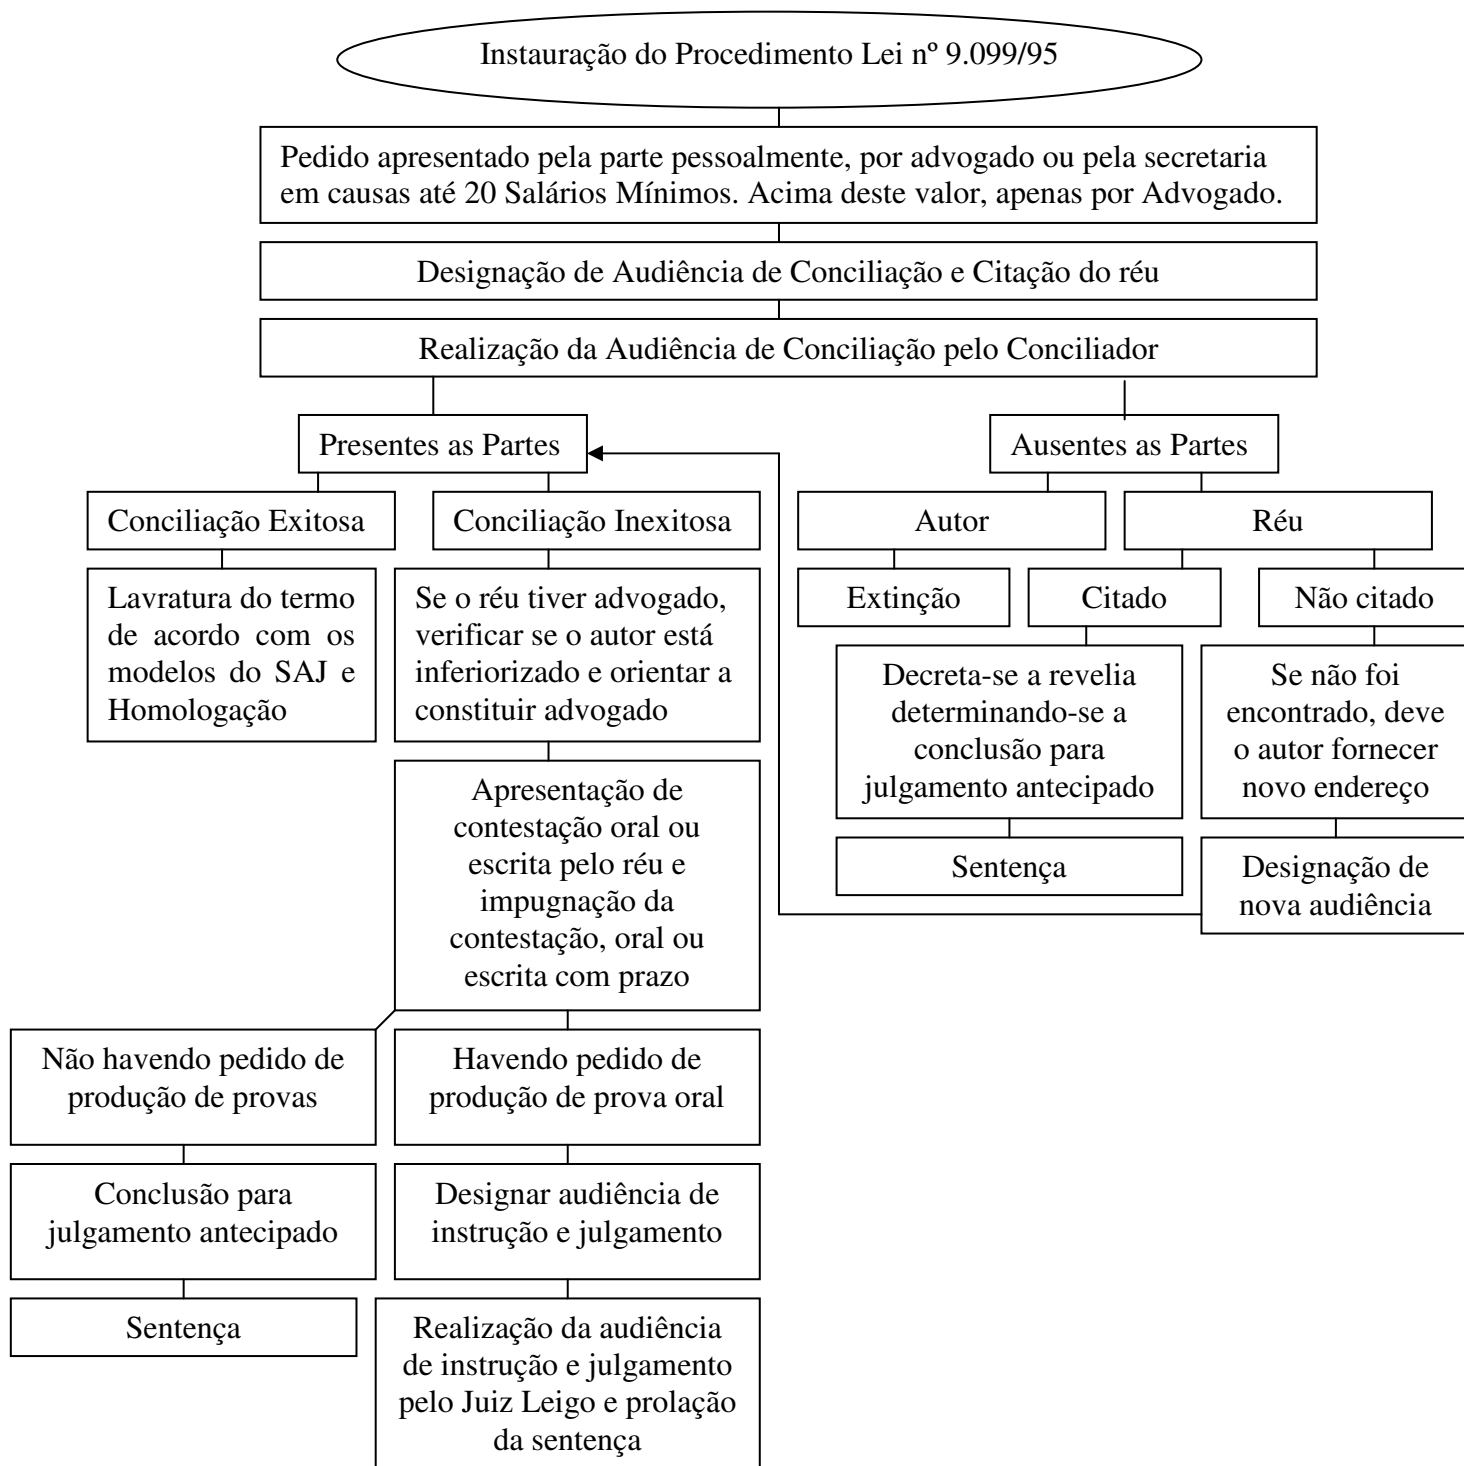 Instauração do Procedimento Lei nº 9.099/95
Pedido apresentado pela parte pessoalmente, por advogado ou pela secretaria
em causas até 20 Salários Mínimos. Acima deste valor, apenas por Advogado.
Designação de Audiência de Conciliação e Citação do réu
Realização da Audiência de Conciliação pelo Conciliador
Presentes as Partes
Ausentes as Partes
Conciliação Exitosa
Conciliação Inexitosa
Autor
Réu
Lavratura do termo
de acordo com os
modelos do SAJ e
Homologação
Se o réu tiver advogado,
verificar se o autor está
inferiorizado e orientar a
constituir advogado
Extinção
Citado
Não citado
Decreta-se a revelia
determinando-se a
conclusão para
julgamento antecipado
Se não foi
encontrado, deve
o autor fornecer
novo endereço
Apresentação de
contestação oral ou
escrita pelo réu e
impugnação da
contestação, oral ou
escrita com prazo
Sentença
Designação de
nova audiência
Não havendo pedido de
produção de provas
Havendo pedido de
produção de prova oral
Conclusão para
julgamento antecipado
Designar audiência de
instrução e julgamento
Sentença
Realização da audiência
de instrução e julgamento
pelo Juiz Leigo e prolação
da sentença